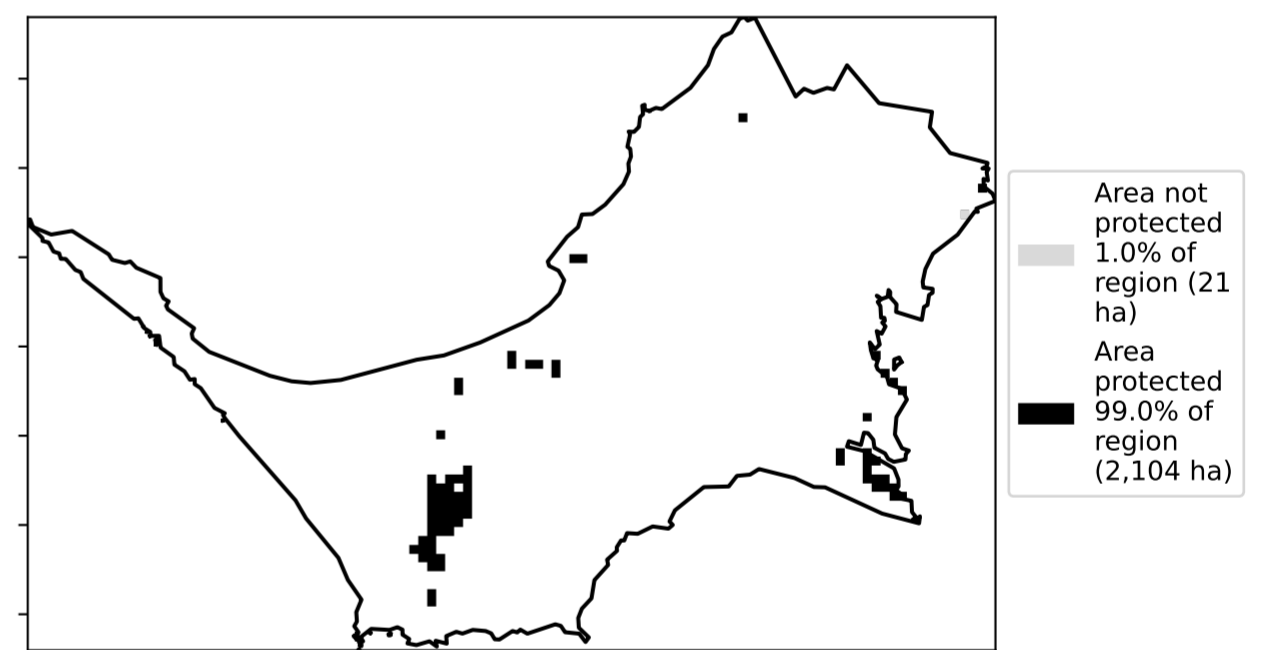 Area not
protected
1.0% of
region (21
ha)
Area
protected
99.0% of
region
(2,104 ha)